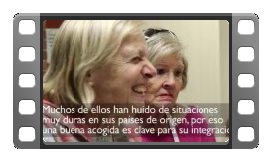 Muchos de ellos han huido de situaciones
muy duras en sus países de origen, por eso
una buena acogida es clave para su integració